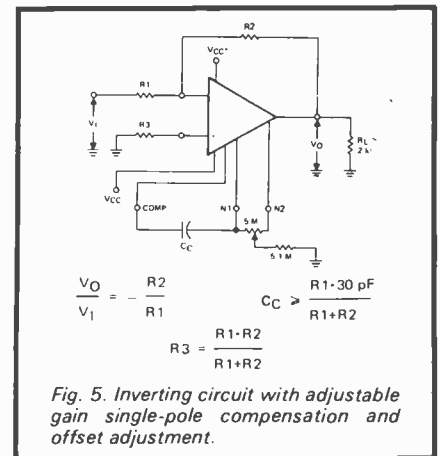 R2
VCC+
R1
R3
VO
RL
VCC
COMP
N1
N2
5 M
CC
5.1 M
VO / VI = - R2 / R1
CC ⩾ R1·30 pF / R1+R2
R3 = R1·R2 / R1+R2
Fig. 5. Inverting circuit with adjustable
gain single-pole compensation and
offset adjustment.